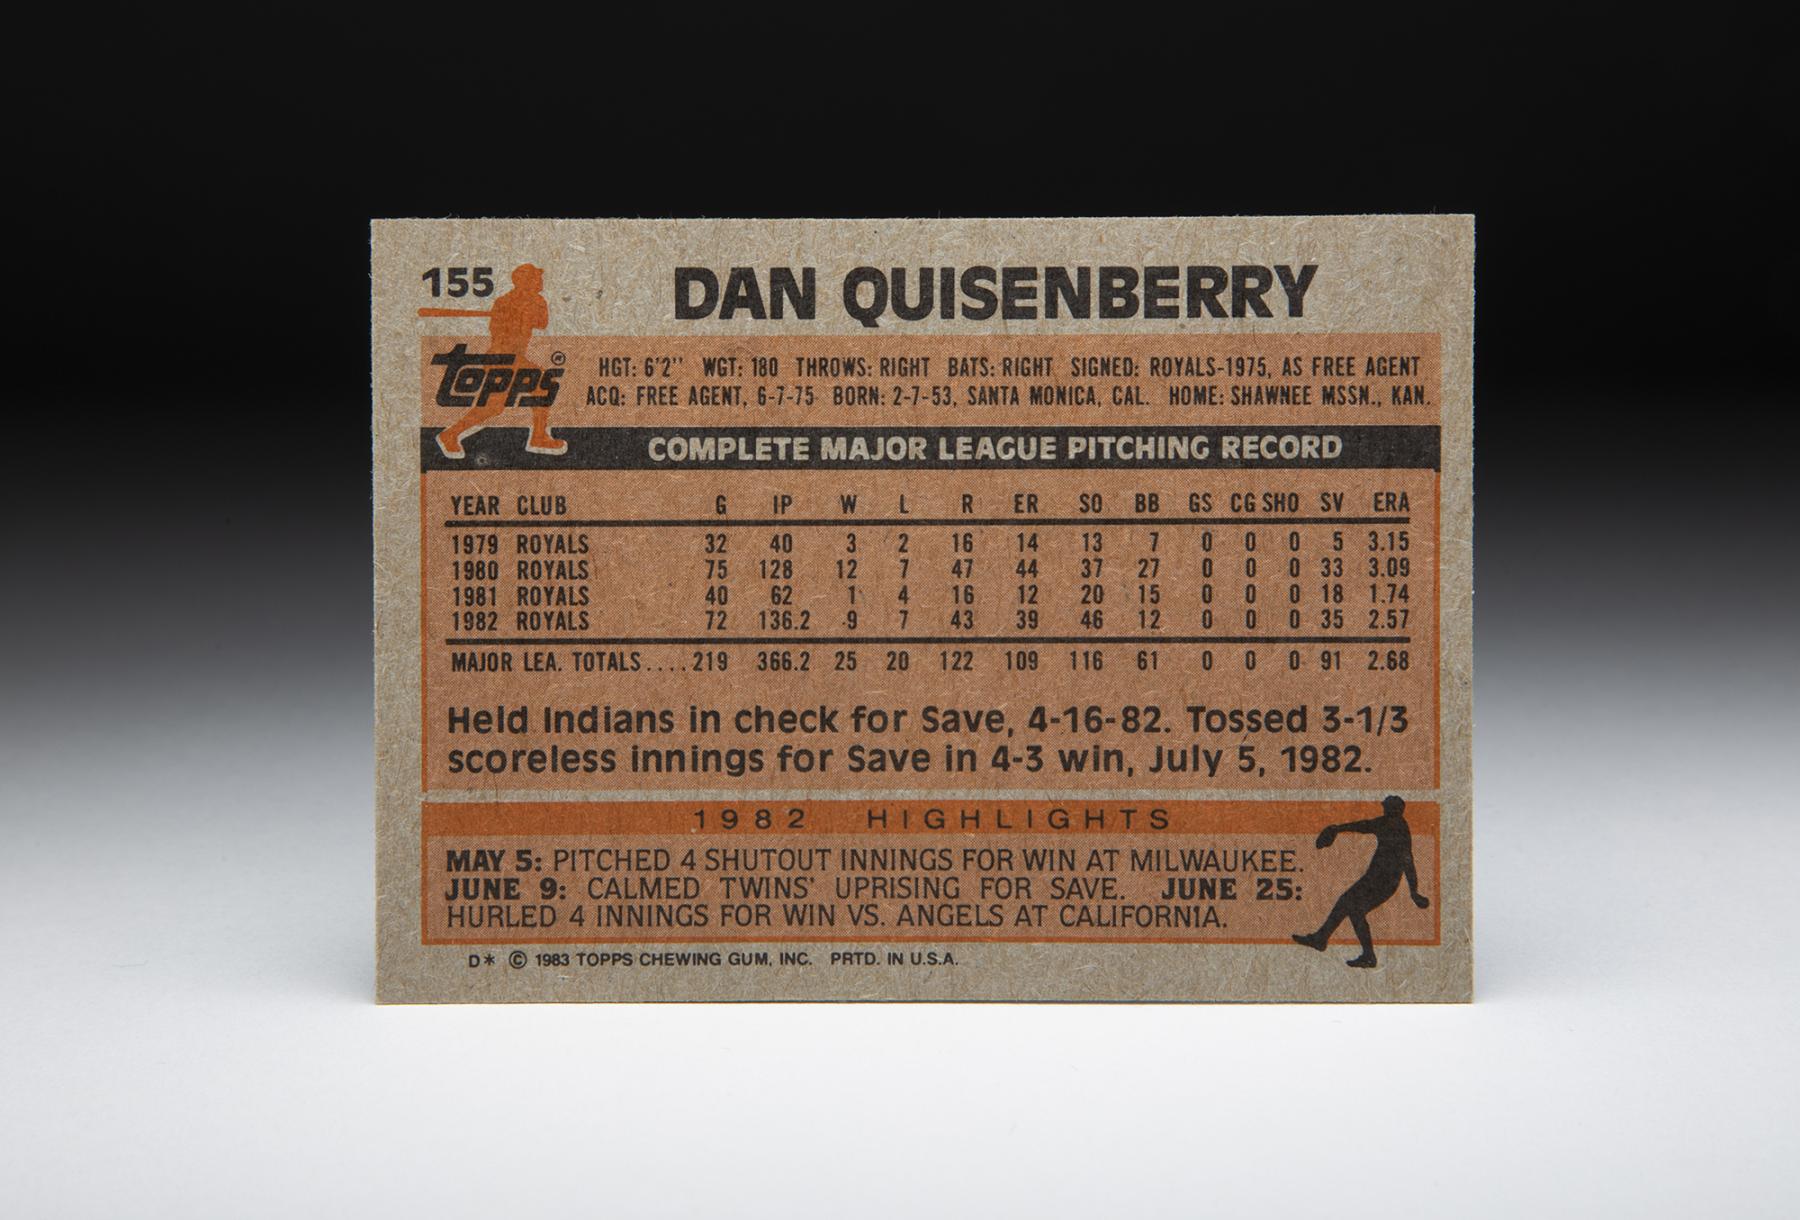 155
DAN QUISENBERRY
TOPPS®
HGT: 6'2" WGT: 180 THROWS: RIGHT BATS: RIGHT SIGNED: ROYALS-1975, AS FREE AGENT
ACQ: FREE AGENT, 6-7-75 BORN: 2-7-53, SANTA MONICA, CAL. HOME: SHAWNEE MSSN., KAN.
COMPLETE MAJOR LEAGUE PITCHING RECORD
YEAR CLUB G IP W L R ER SO BB GS CG SHO SV ERA
1979 ROYALS 32 40 3 2 16 14 13 7 0 0 0 5 3.15
1980 ROYALS 75 128 12 7 47 44 37 27 0 0 0 33 3.09
1981 ROYALS 40 62 1 4 16 12 20 15 0 0 0 18 1.74
1982 ROYALS 72 136.2 9 7 43 39 46 12 0 0 0 35 2.57
MAJOR LEA. TOTALS....219 366.2 25 20 122 109 116 61 0 0 0 91 2.68
Held Indians in check for Save, 4-16-82. Tossed 3-1/3
scoreless innings for Save in 4-3 win, July 5, 1982.
1982 HIGHLIGHTS
MAY 5: PITCHED 4 SHUTOUT INNINGS FOR WIN AT MILWAUKEE.
JUNE 9: CALMED TWINS' UPRISING FOR SAVE. JUNE 25:
HURLED 4 INNINGS FOR WIN VS. ANGELS AT CALIFORNIA.
D* © 1983 TOPPS CHEWING GUM, INC. PRTD. IN U.S.A.